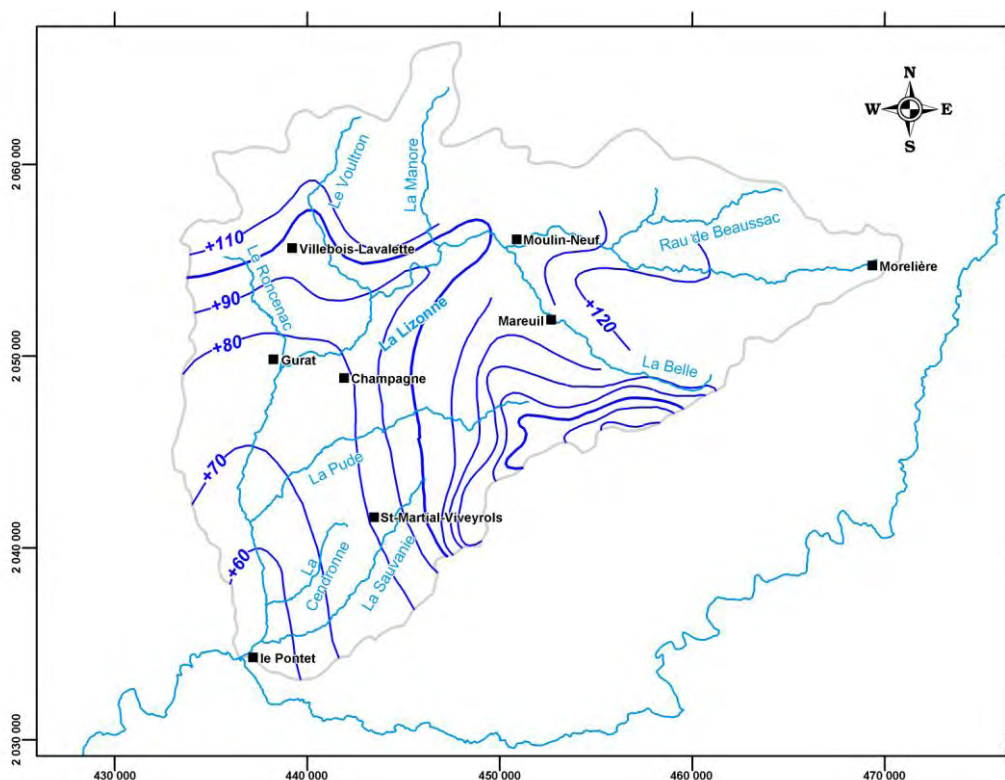 N
W E
S
2 060 000
2 050 000
2 040 000
2 030 000
Le Voultron
La Manore
+110
Villebois-Lavalette
Moulin-Neuf
Rau de Beaussac
Morelière
Le Roncenac
+90
La Lizonne
Mareuil
+120
+80
Gurat
Champagne
La Belle
+70
La Pude
St-Martial-Viveyrols
+60
La
Cendronne
La Sauvanie
le Pontet
430 000
440 000
450 000
460 000
470 000